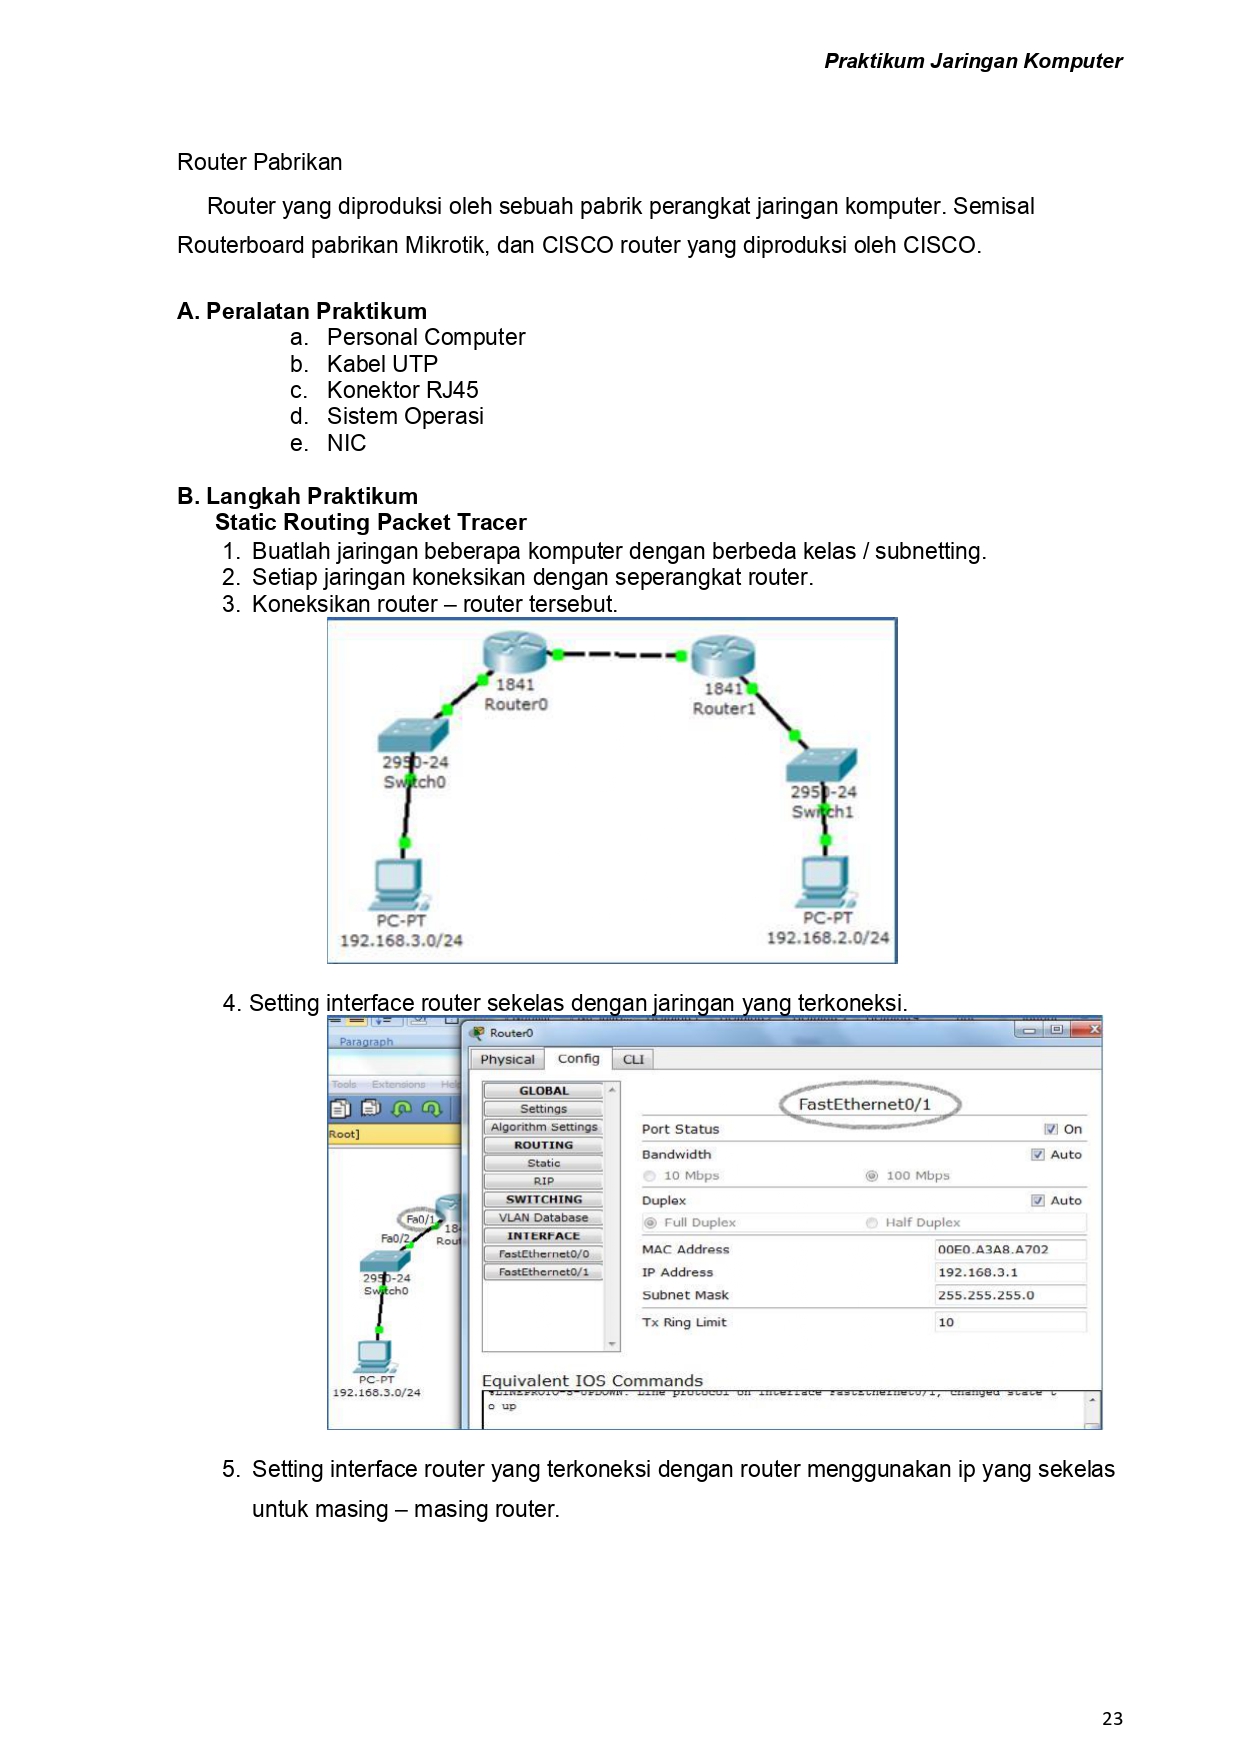 Praktikum Jaringan Komputer
Router Pabrikan
Router yang diproduksi oleh sebuah pabrik perangkat jaringan komputer. Semisal
Routerboard pabrikan Mikrotik, dan CISCO router yang diproduksi oleh CISCO.
A. Peralatan Praktikum
a. Personal Computer
b. Kabel UTP
c. Konektor RJ45
d. Sistem Operasi
e. NIC
B. Langkah Praktikum
Static Routing Packet Tracer
1. Buatlah jaringan beberapa komputer dengan berbeda kelas / subnetting.
2. Setiap jaringan koneksikan dengan seperangkat router.
3. Koneksikan router – router tersebut.
1841
Router0
1841
Router1
2950-24
Switch0
2950-24
Switch1
PC-PT
192.168.3.0/24
PC-PT
192.168.2.0/24
4. Setting interface router sekelas dengan jaringan yang terkoneksi.
Paragraph
Tools Extensions Help
Root]
Fa0/1
Fa0/2
2950-24
Switch0
PC-PT
192.168.3.0/24
Router0
Physical Config CLI
GLOBAL
Settings
Algorithm Settings
ROUTING
Static
RIP
SWITCHING
VLAN Database
INTERFACE
FastEthernet0/0
FastEthernet0/1
FastEthernet0/1
Port Status On
Bandwidth Auto
10 Mbps 100 Mbps
Duplex Auto
Full Duplex Half Duplex
MAC Address 00E0.A3A8.A702
IP Address 192.168.3.1
Subnet Mask 255.255.255.0
Tx Ring Limit 10
Equivalent IOS Commands
%LINEPROTO-5-UPDOWN: Line protocol on Interface FastEthernet0/1, changed state t
o up
5. Setting interface router yang terkoneksi dengan router menggunakan ip yang sekelas
untuk masing – masing router.
23